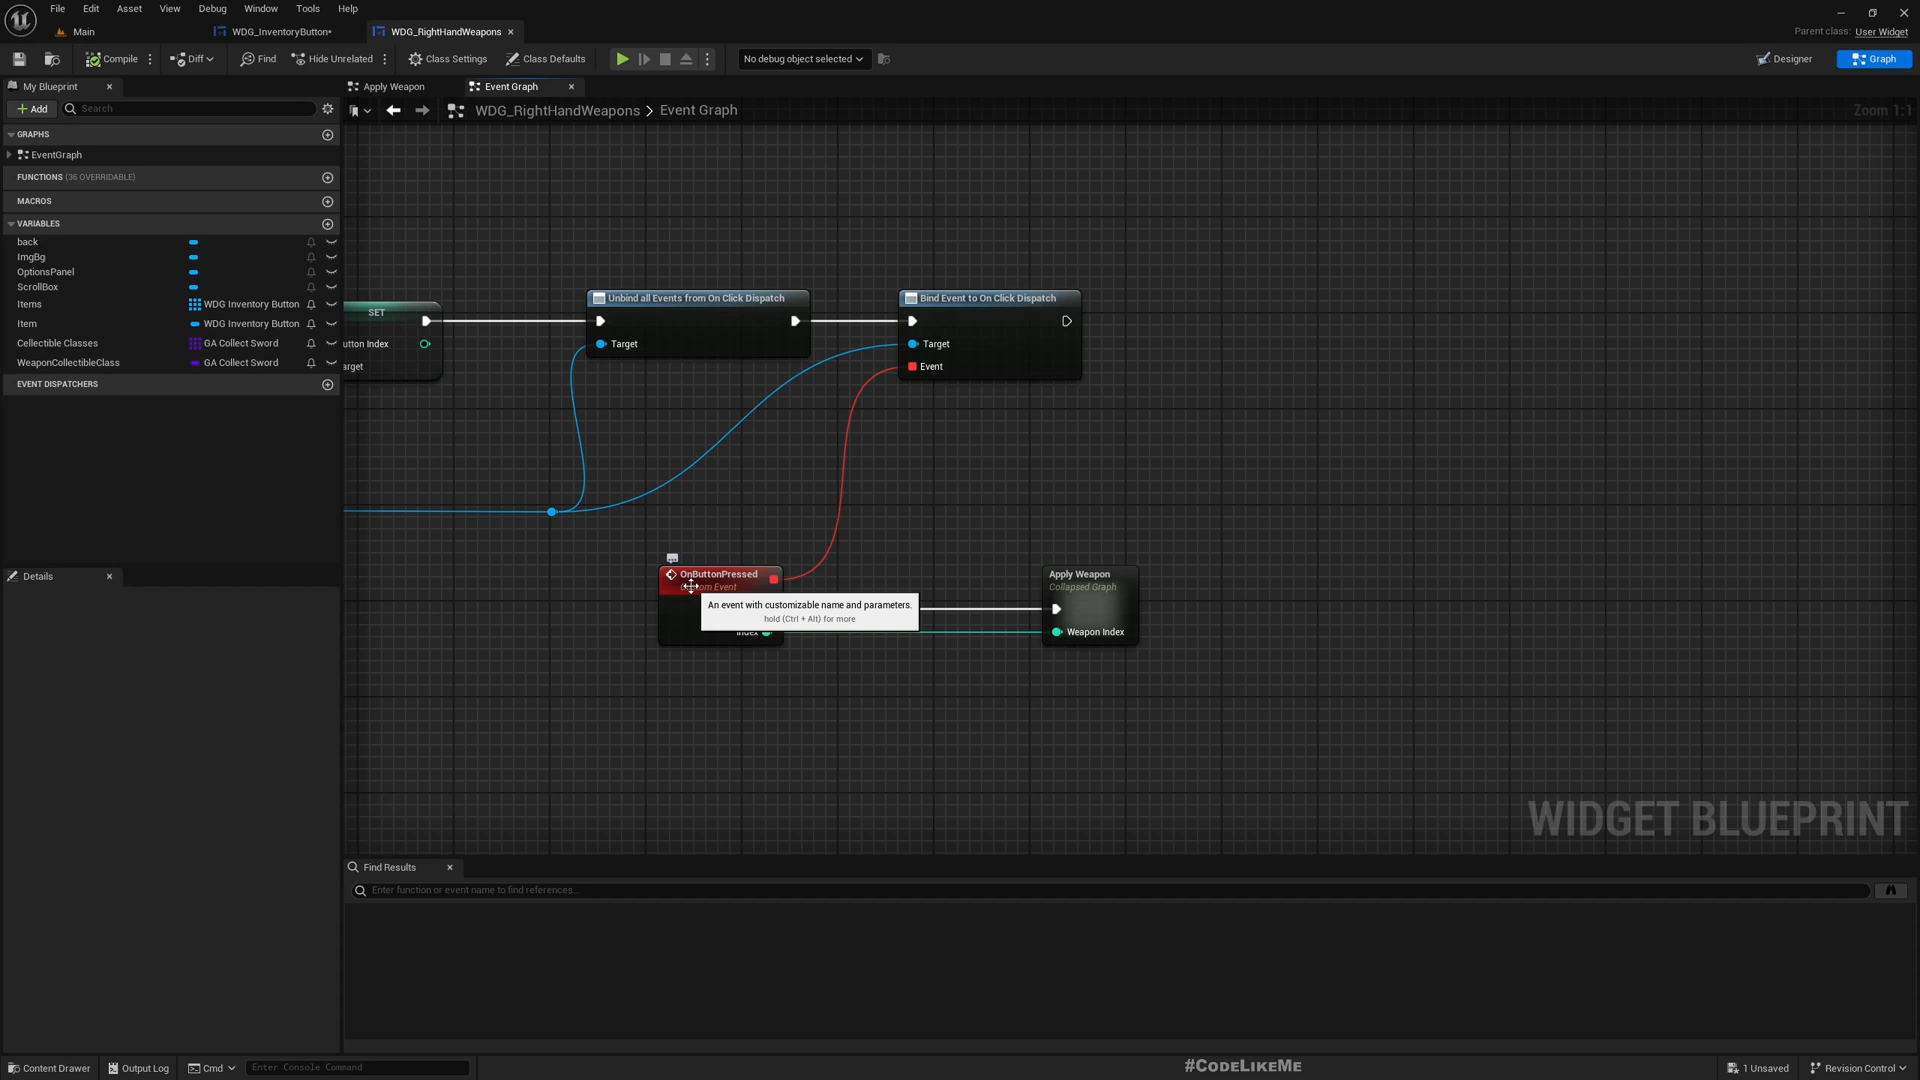 File Edit Asset View Window Debug Tools Help
Main
WDG_InventoryButton*
WDG_RightHandWeapons
Parent class: User Widget
Compile
Diff
Find
Hide Unrelated
Class Settings
Class Defaults
No debug object selected
Designer
Graph
My Blueprint
Apply Weapon
Event Graph
+ Add
Search
WDG_RightHandWeapons > Event Graph
Zoom 1:1
GRAPHS
EventGraph
FUNCTIONS (36 OVERRIDABLE)
MACROS
VARIABLES
back
ImgBg
OptionsPanel
ScrollBox
Items WDG Inventory Button
Item WDG Inventory Button
Cellectible Classes GA Collect Sword
WeaponCollectibleClass GA Collect Sword
EVENT DISPATCHERS
Details
SET
utton Index
arget
Unbind all Events from On Click Dispatch
Target
Bind Event to On Click Dispatch
Target
Event
OnButtonPressed
om Event
Index
An event with customizable name and parameters.
hold (Ctrl + Alt) for more
Apply Weapon
Collapsed Graph
Weapon Index
WIDGET BLUEPRINT
Find Results
Enter function or event name to find references...
Content Drawer
Output Log
Cmd
Enter Console Command
#CodeLikeMe
1 Unsaved
Revision Control